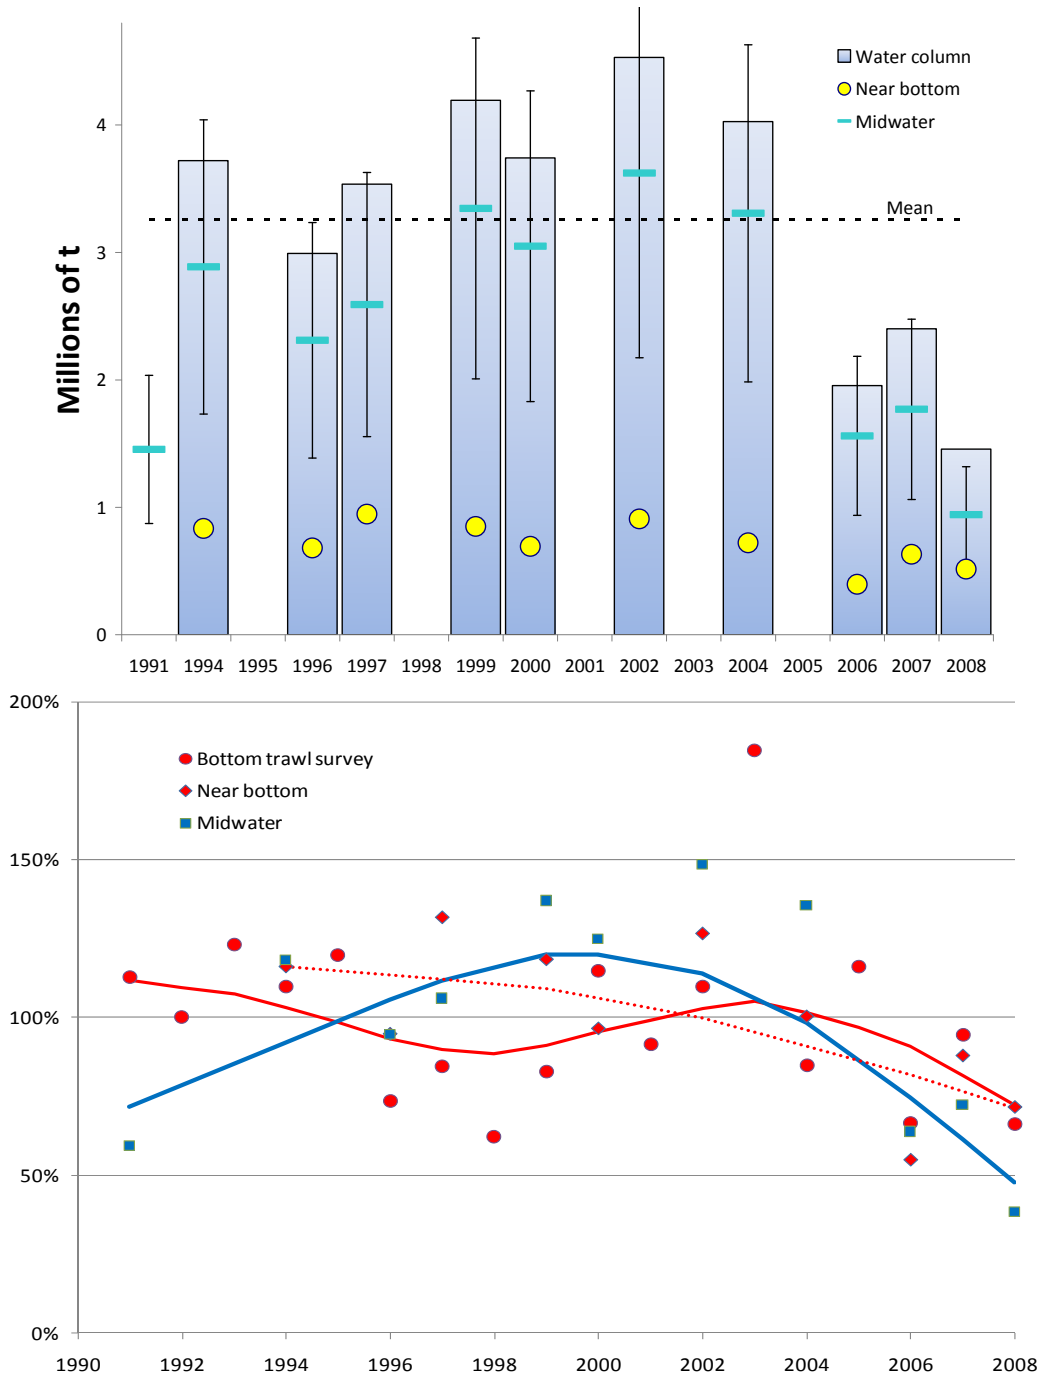 Water column
Near bottom
Midwater
4
Mean
3
Millions of t
2
1
0
1991 1994 1995 1996 1997 1998 1999 2000 2001 2002 2003 2004 2005 2006 2007 2008
200%
Bottom trawl survey
Near bottom
Midwater
150%
100%
50%
0%
1990 1992 1994 1996 1998 2000 2002 2004 2006 2008